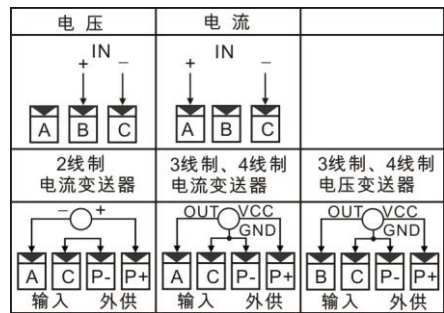 电 压 电 流
IN IN
+ − + −
A B C A B C
2线制 3线制、4线制 3线制、4线制
电流变送器 电流变送器 电压变送器
− + OUT VCC OUT VCC
GND GND
A C P- P+ A C P- P+ B C P- P+
输入 外供 输入 外供 输入 外供